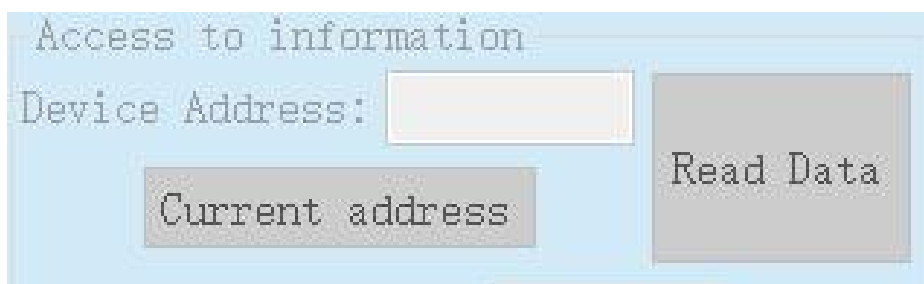 Access to information
Device Address:
Read Data
Current address